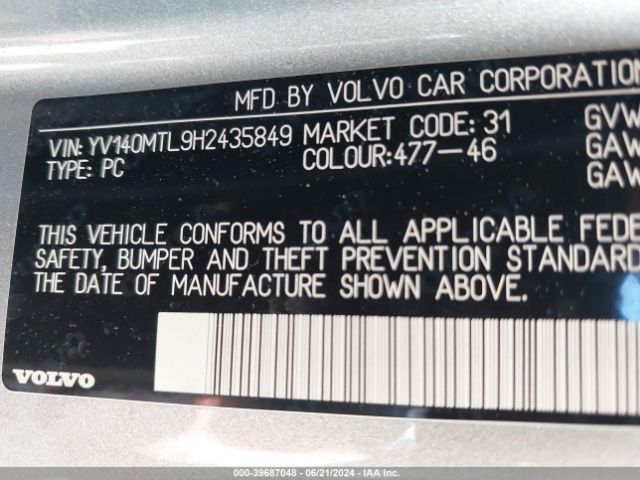 MFD BY VOLVO CAR CORPORATION
VIN: YV140MTL9H2435849 MARKET CODE: 31 GVW
TYPE: PC COLOUR:477-46 GAW
GAW
THIS VEHICLE CONFORMS TO ALL APPLICABLE FEDE
SAFETY, BUMPER AND THEFT PREVENTION STANDARD
THE DATE OF MANUFACTURE SHOWN ABOVE.
VOLVO
000-39687048 - 06/21/2024 - IAA Inc.